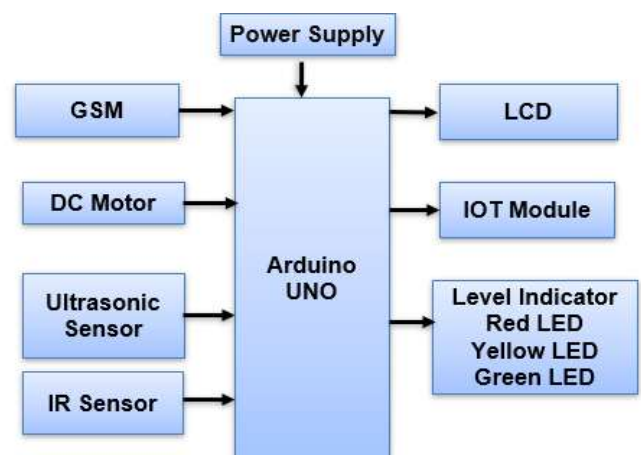 Power Supply
GSM
DC Motor
Ultrasonic
Sensor
IR Sensor
Arduino
UNO
LCD
IOT Module
Level Indicator
Red LED
Yellow LED
Green LED